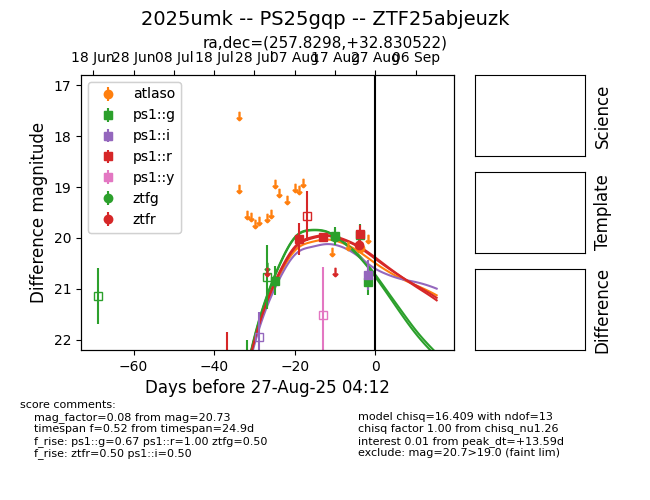 2025umk -- PS25gqp -- ZTF25abjeuzk
ra,dec=(257.8298,+32.830522)
18 Jun 28 Jun 08 Jul 18 Jul 28 Jul 07 Aug 17 Aug 27 Aug 06 Sep
17
18
19
20
21
22
Difference magnitude
atlaso
ps1::g
ps1::i
ps1::r
ps1::y
ztfg
ztfr
−60
−40
−20
0
Days before 27-Aug-25 04:12
Science
Template
Difference
score comments:
mag_factor=0.08 from mag=20.73
timespan f=0.52 from timespan=24.9d
f_rise: ps1::g=0.67 ps1::r=1.00 ztfg=0.50
f_rise: ztfr=0.50 ps1::i=0.50
model chisq=16.409 with ndof=13
chisq factor 1.00 from chisq_nu1.26
interest 0.01 from peak_dt=+13.59d
exclude: mag=20.7>19.0 (faint lim)